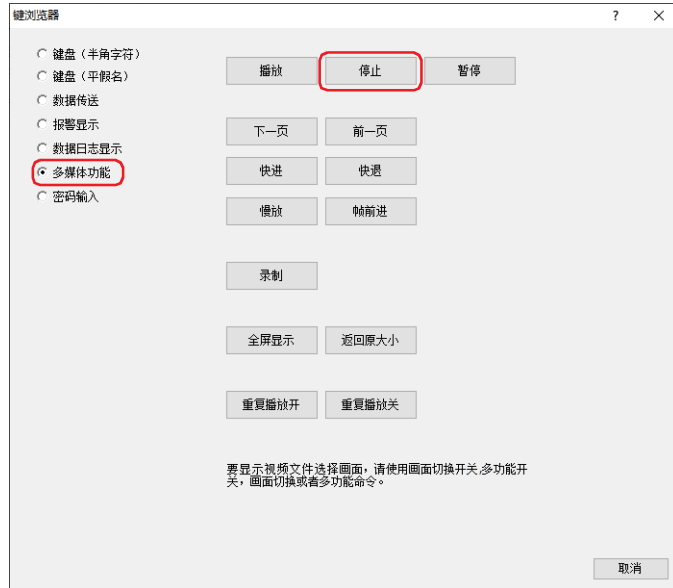 键浏览器
?
键盘（半角字符）
键盘（平假名）
数据传送
报警显示
数据日志显示
多媒体功能
密码输入
播放 停止 暂停
下一页 前一页
快进 快退
慢放 帧前进
录制
全屏显示 返回原大小
重复播放开 重复播放关
要显示视频文件选择画面，请使用画面切换开关,多功能开
关，画面切换或者多功能命令。
取消